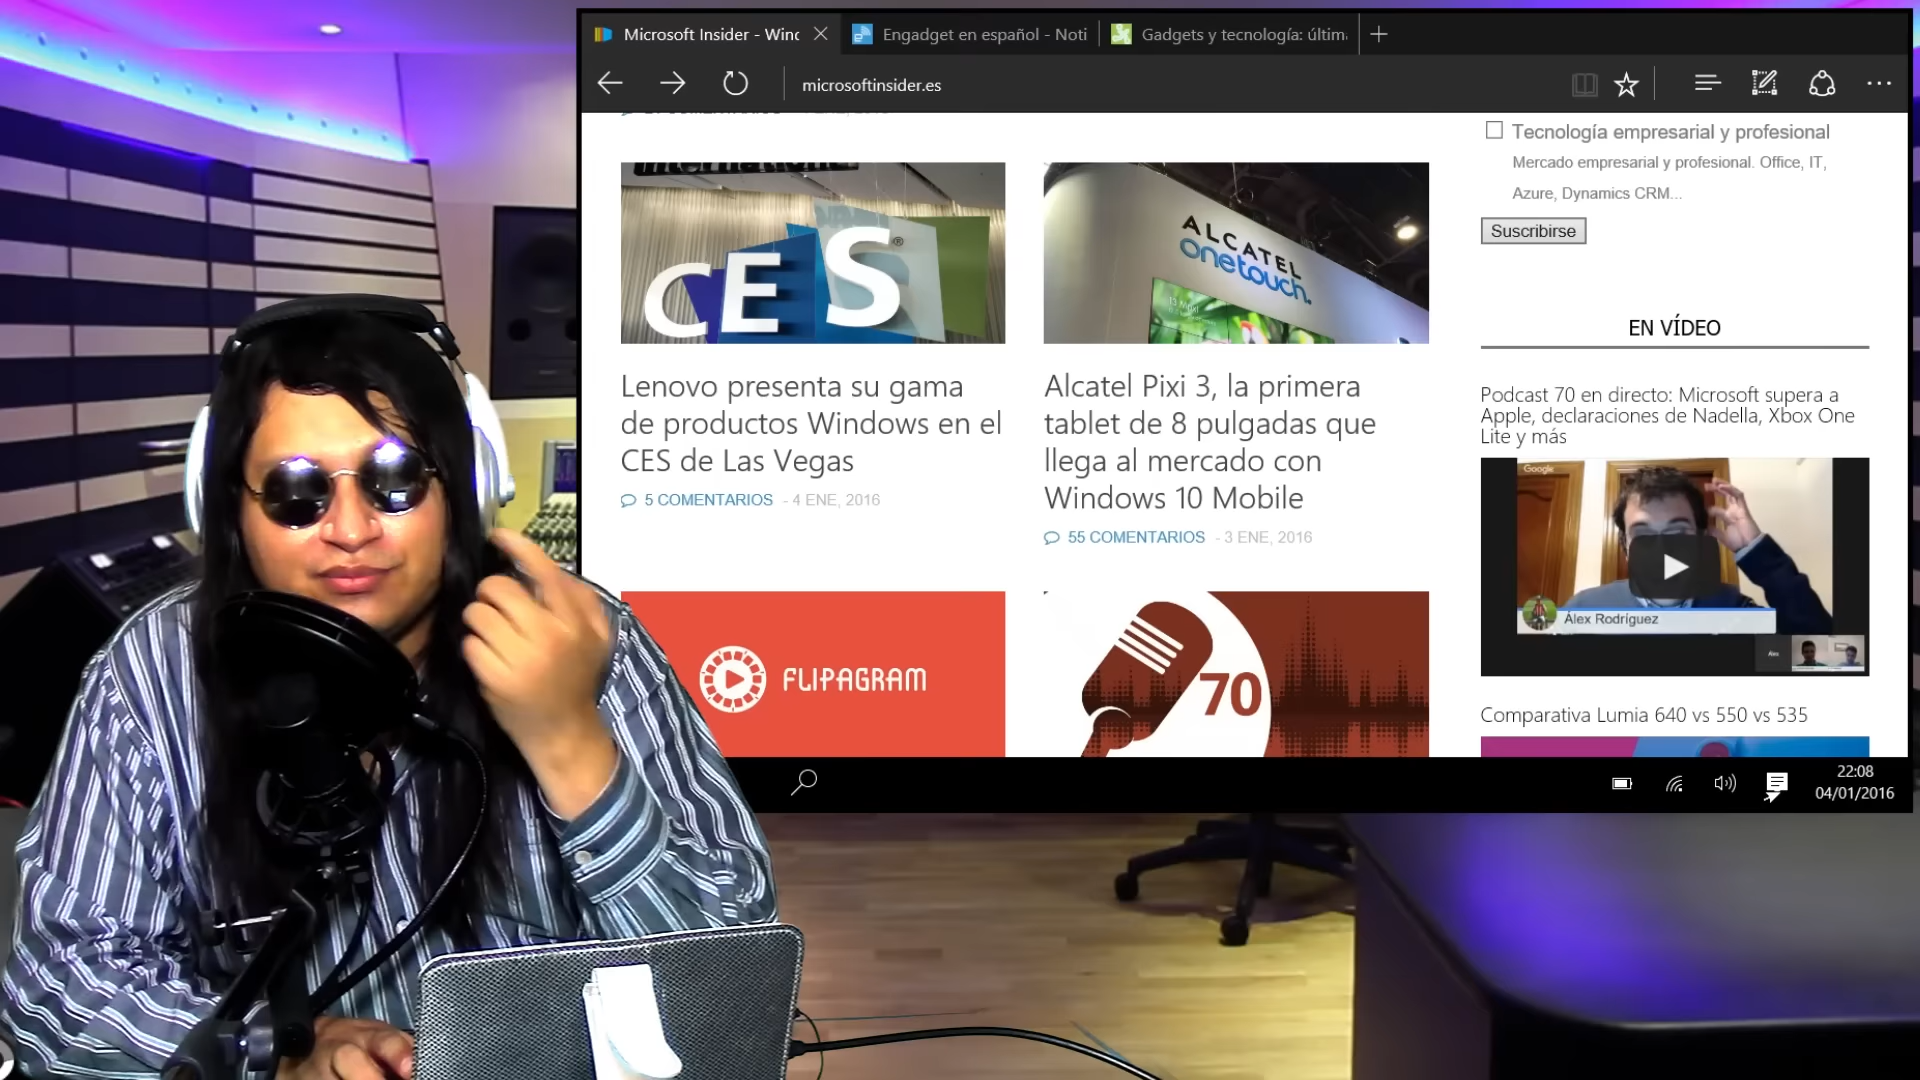 Microsoft Insider - Winc
Engadget en español - Noti
Gadgets y tecnología: últim
microsoftinsider.es
Tecnología empresarial y profesional
Mercado empresarial y profesional. Office, IT,
Azure, Dynamics CRM...
Suscribirse
CES
ALCATEL
onetouch.
EN VÍDEO
Lenovo presenta su gama
de productos Windows en el
CES de Las Vegas
5 COMENTARIOS - 4 ENE, 2016
Alcatel Pixi 3, la primera
tablet de 8 pulgadas que
llega al mercado con
Windows 10 Mobile
55 COMENTARIOS - 3 ENE, 2016
Podcast 70 en directo: Microsoft supera a
Apple, declaraciones de Nadella, Xbox One
Lite y más
Google
Álex Rodríguez
FLIPAGRAM
70
Comparativa Lumia 640 vs 550 vs 535
22:08
04/01/2016